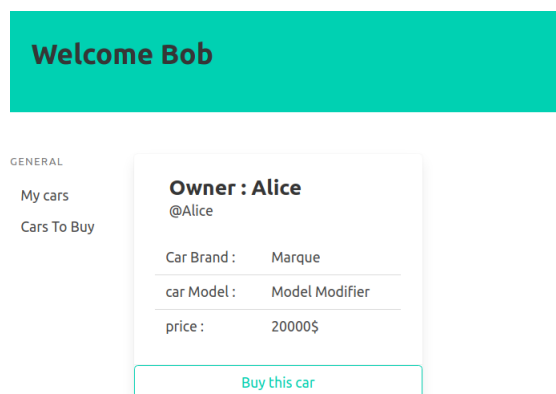 Welcome Bob
GENERAL
My cars
Cars To Buy
Owner : Alice
@Alice
Car Brand : Marque
car Model : Model Modifier
price : 20000$
Buy this car